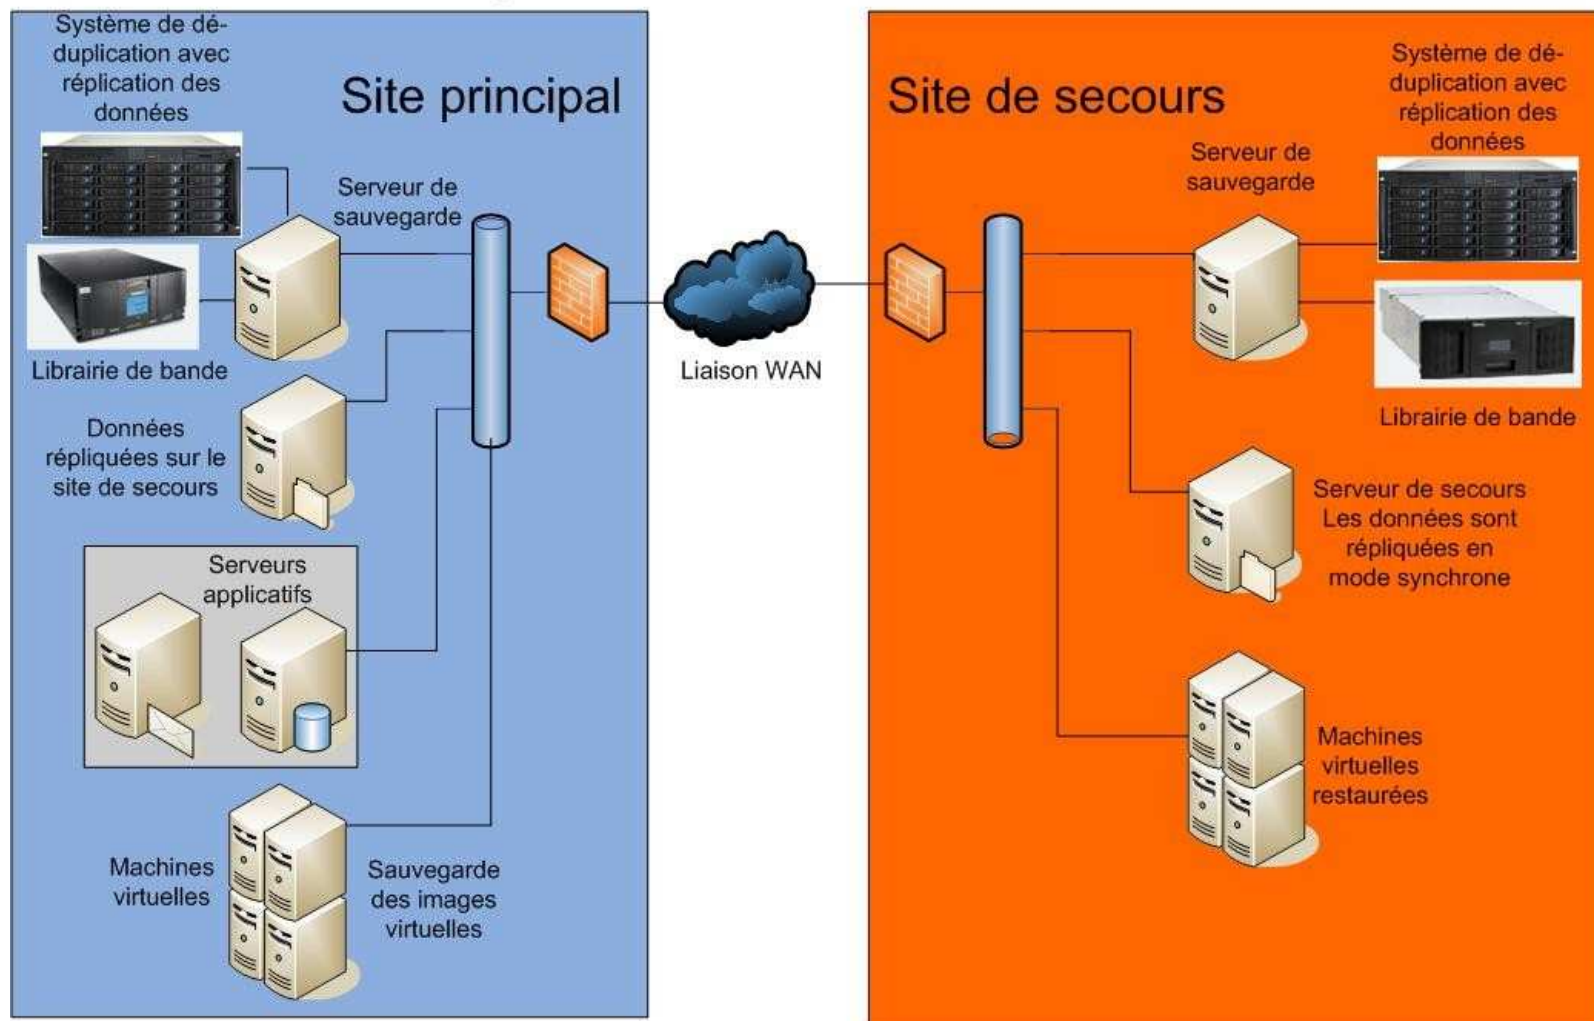 Système de dé-
duplication avec
réplication des
données
Site principal
Serveur de
sauvegarde
Librairie de bande
Données
répliquées sur le
site de secours
Serveurs
applicatifs
Machines
virtuelles
Sauvegarde
des images
virtuelles
Liaison WAN
Site de secours
Système de dé-
duplication avec
réplication des
données
Serveur de
sauvegarde
Librairie de bande
Serveur de secours
Les données sont
répliquées en
mode synchrone
Machines
virtuelles
restaurées